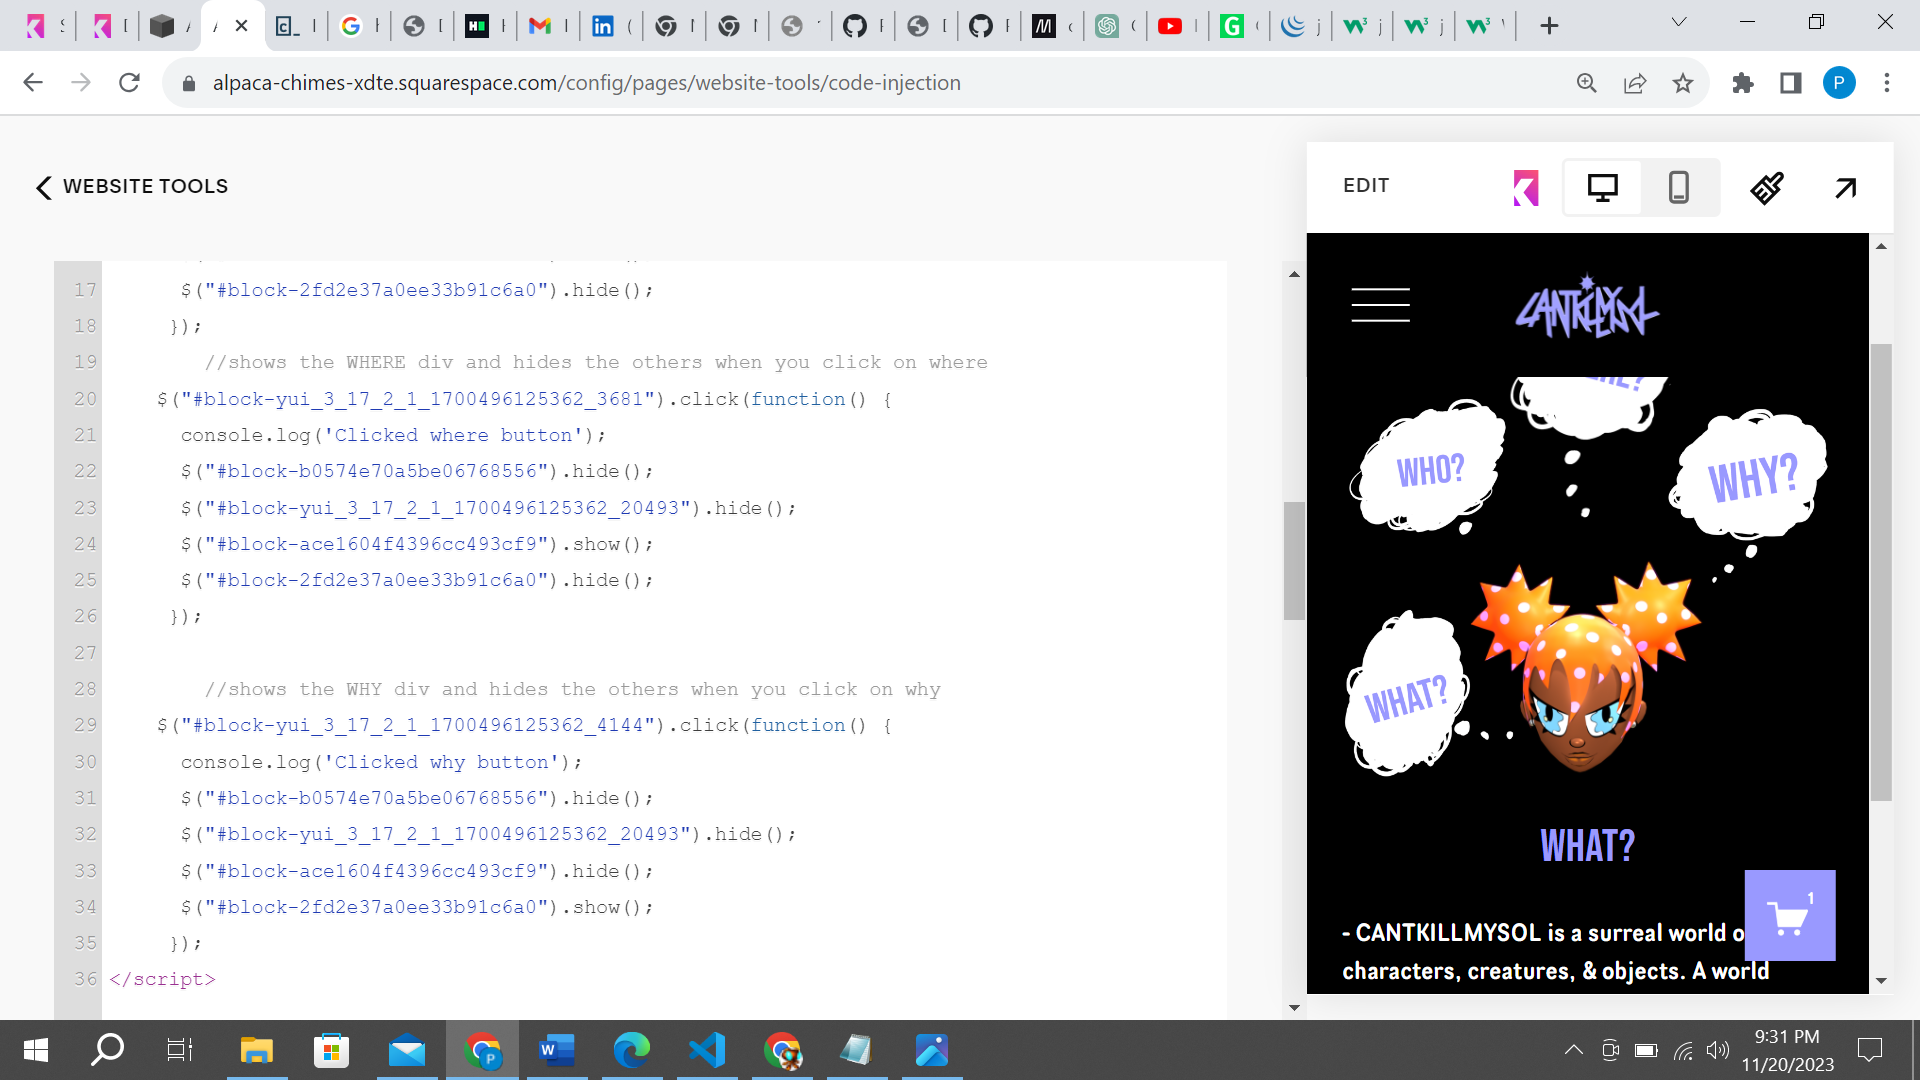 alpaca-chimes-xdte.squarespace.com/config/pages/website-tools/code-injection
P
WEBSITE TOOLS
EDIT
17 $("#block-2fd2e37a0ee33b91c6a0").hide();
18 });
19 //shows the WHERE div and hides the others when you click on where
20 $("#block-yui_3_17_2_1_1700496125362_3681").click(function() {
21 console.log('Clicked where button');
22 $("#block-b0574e70a5be06768556").hide();
23 $("#block-yui_3_17_2_1_1700496125362_20493").hide();
24 $("#block-ace1604f4396cc493cf9").show();
25 $("#block-2fd2e37a0ee33b91c6a0").hide();
26 });
27
28 //shows the WHY div and hides the others when you click on why
29 $("#block-yui_3_17_2_1_1700496125362_4144").click(function() {
30 console.log('Clicked why button');
31 $("#block-b0574e70a5be06768556").hide();
32 $("#block-yui_3_17_2_1_1700496125362_20493").hide();
33 $("#block-ace1604f4396cc493cf9").hide();
34 $("#block-2fd2e37a0ee33b91c6a0").show();
35 });
36 </script>
CANTKILLMYSOL
WHO?
WHY?
WHAT?
WHAT?
1
- CANTKILLMYSOL is a surreal world o
characters, creatures, & objects. A world
9:31 PM
11/20/2023